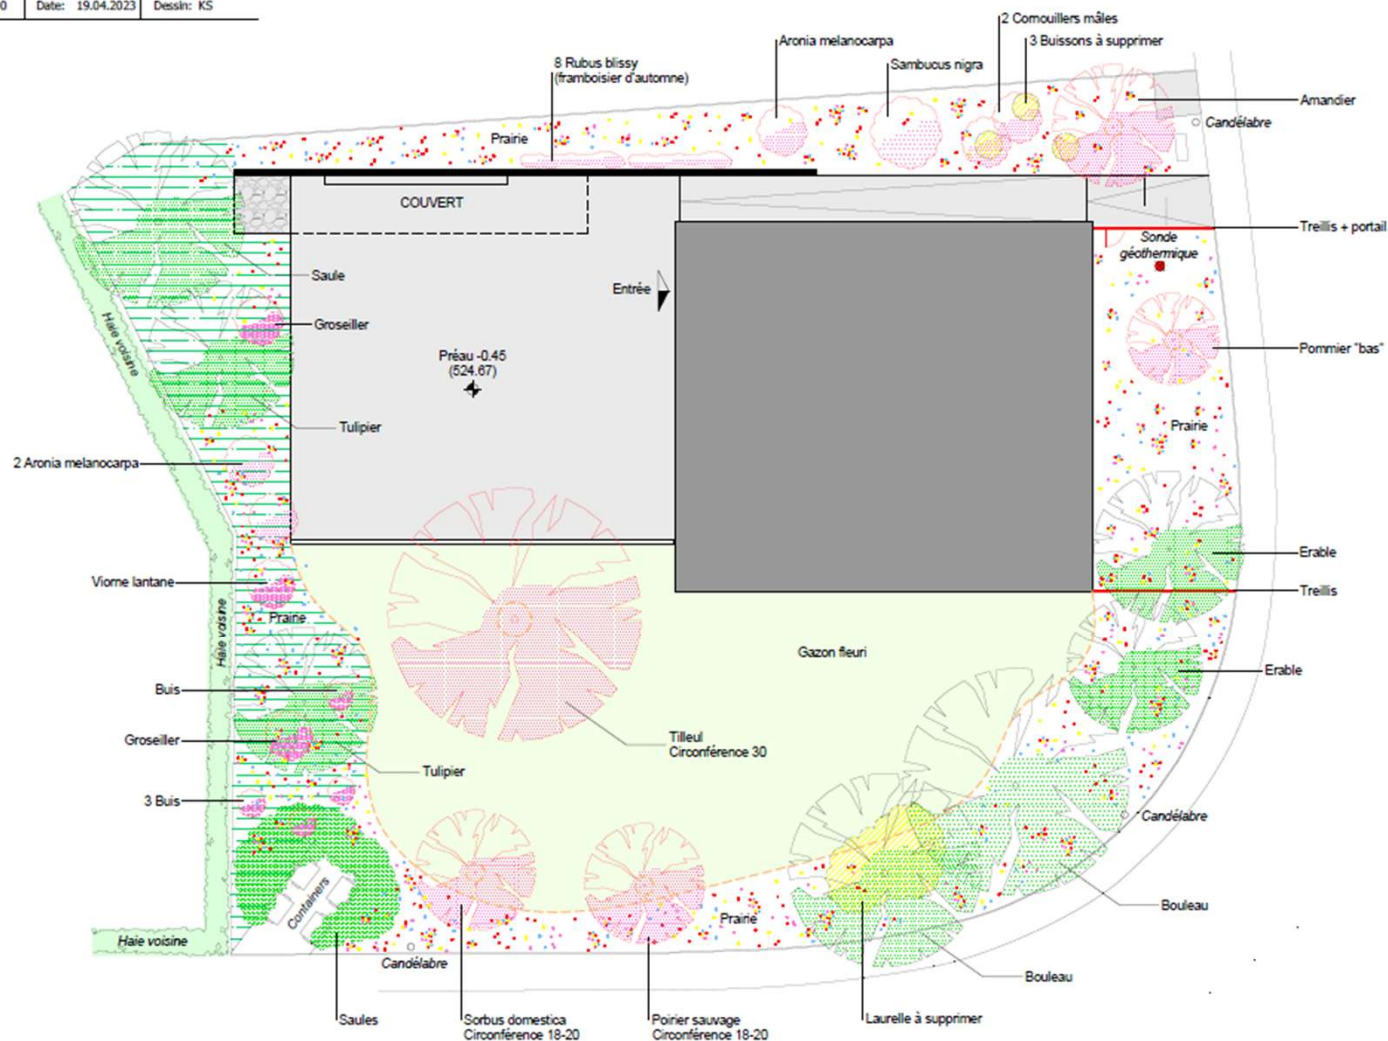 0 Date: 19.04.2023 Dessin: KS
2 Cornouillers mâles
3 Buissons à supprimer
Aronia melanocarpa
Sambucus nigra
8 Rubus blissy
(framboisier d'automne)
Amandier
Candélabre
Prairie
COUVERT
Treillis + portail
Sonde
géothermique
Saule
Entrée
Groseiller
Haie voisine
Préau -0.45
(524.67)
Pommier "bas"
Tulipier
Prairie
2 Aronia melanocarpa
Erable
Viorne lantane
Treillis
Haie voisine
Prairie
Gazon fleuri
Erable
Buis
Groseiller
Tilleul
Circonférence 30
Tulipier
3 Buis
Candélabre
Containers
Bouleau
Prairie
Haie voisine
Candélabre
Bouleau
Saules
Sorbus domestica
Circonférence 18-20
Poirier sauvage
Circonférence 18-20
Laurelle à supprimer